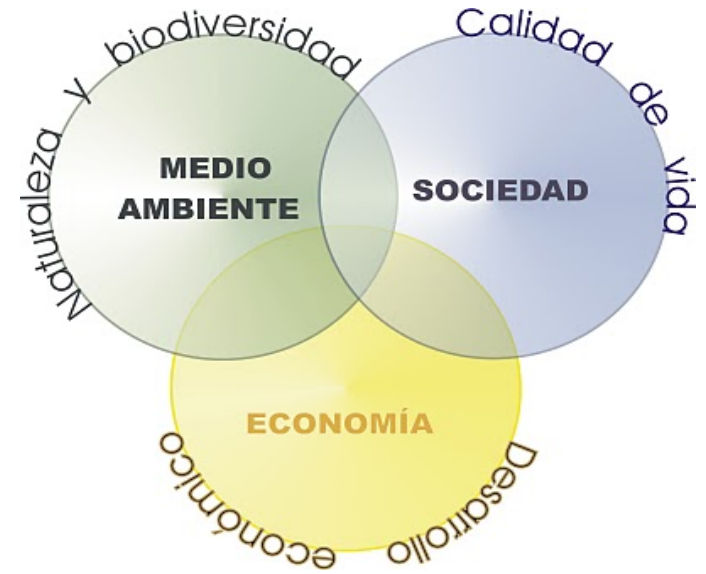 Naturaleza y biodiversidad
Calidad de vida
MEDIO
AMBIENTE
SOCIEDAD
ECONOMÍA
Desarrollo económico